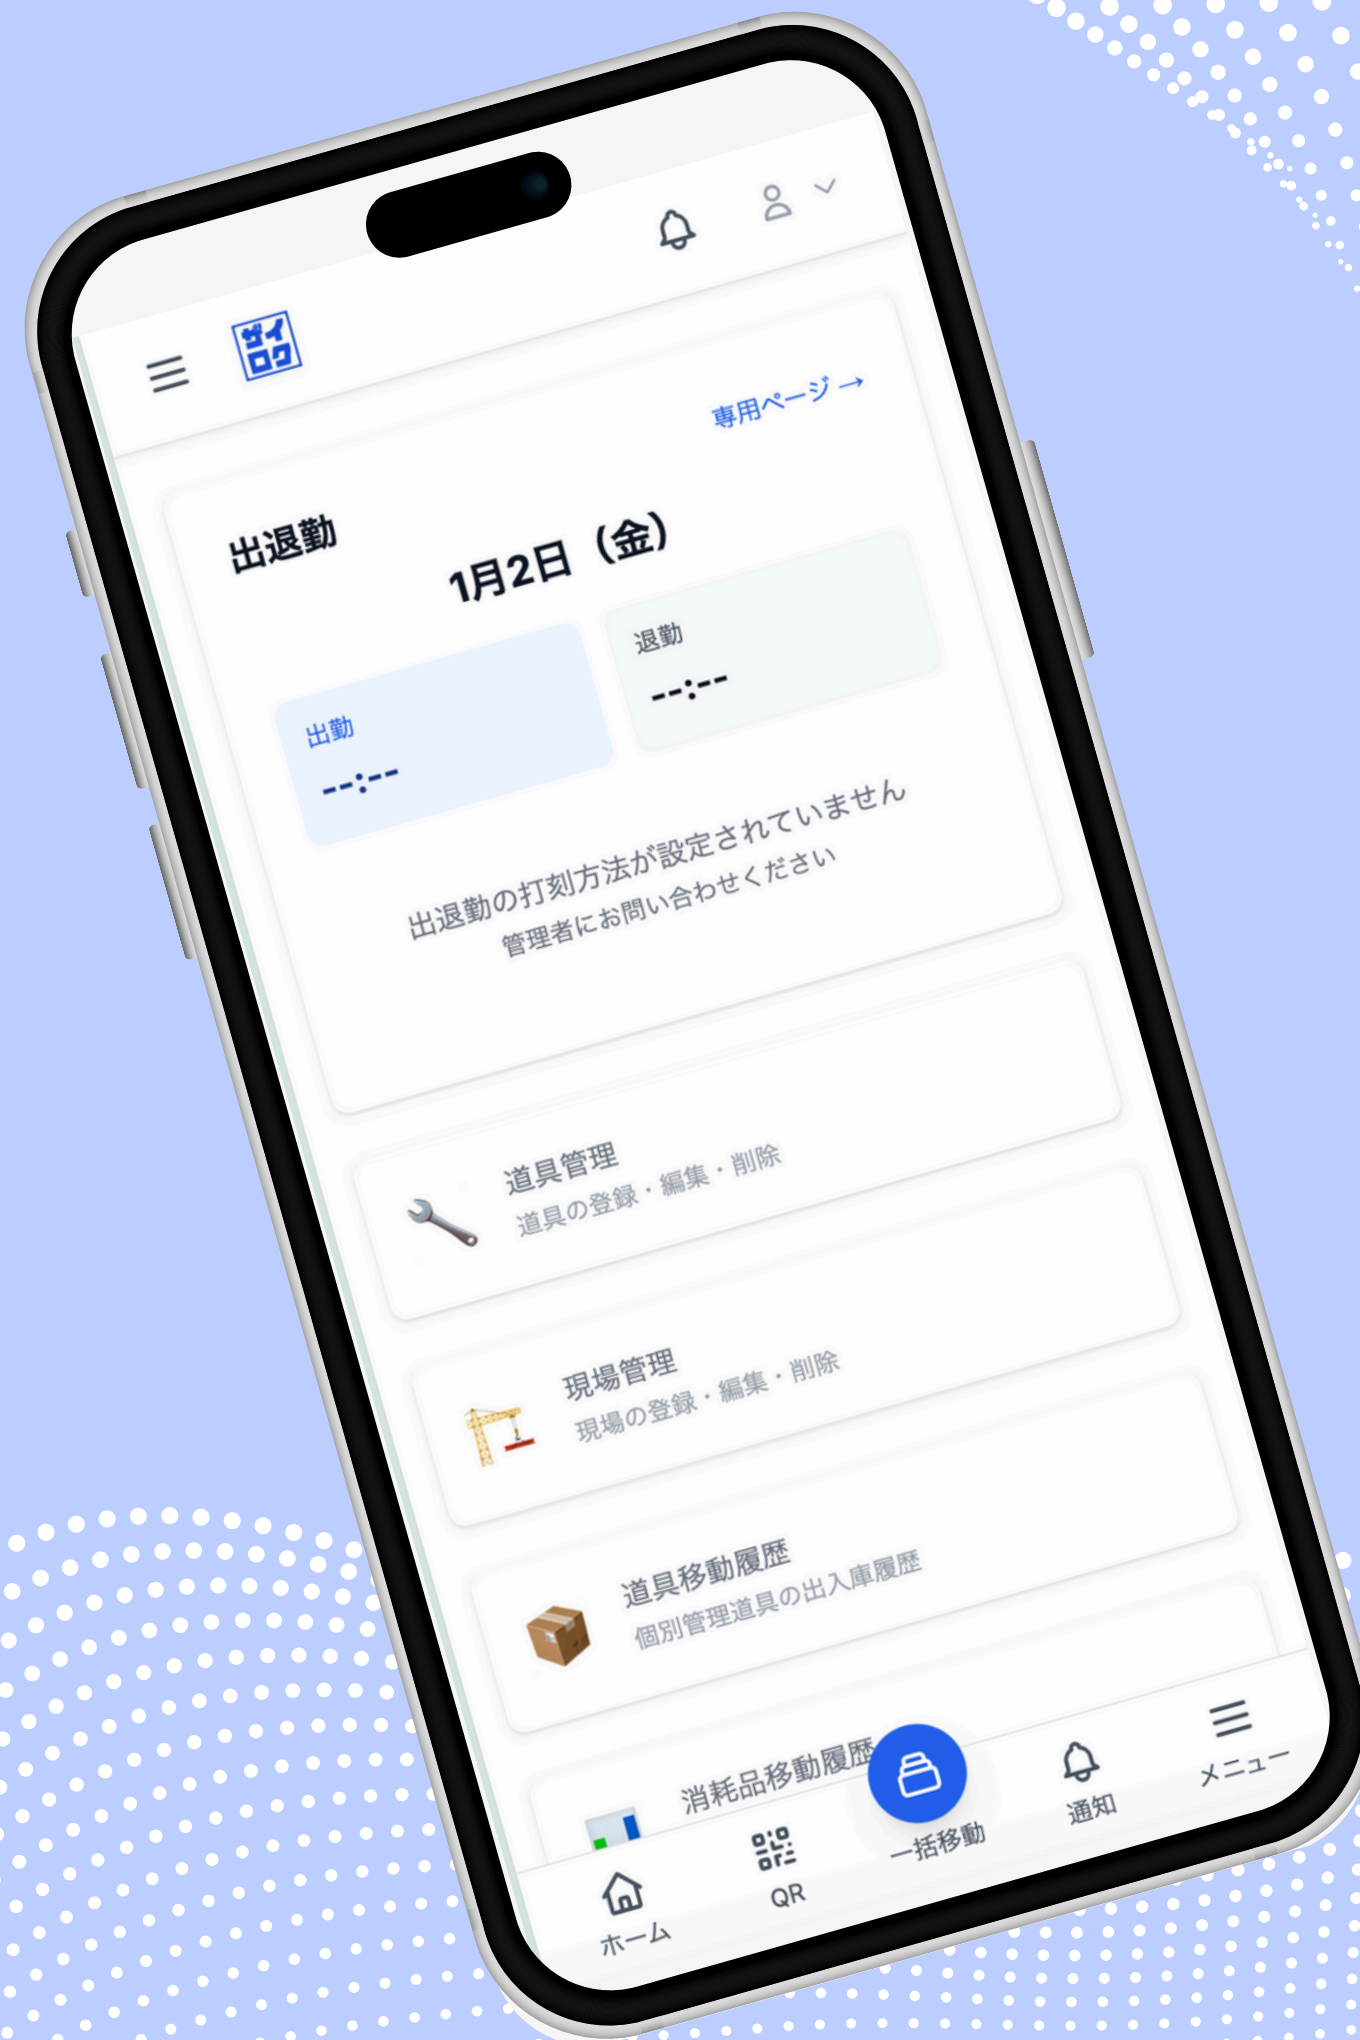 ザイ
ロク
専用ページ →
出退勤
1月2日（金）
出勤
--:--
退勤
--:--
出退勤の打刻方法が設定されていません
管理者にお問い合わせください
道具管理
道具の登録・編集・削除
現場管理
現場の登録・編集・削除
道具移動履歴
個別管理道具の出入庫履歴
消耗品移動履歴
ホーム
QR
一括移動
通知
メニュー